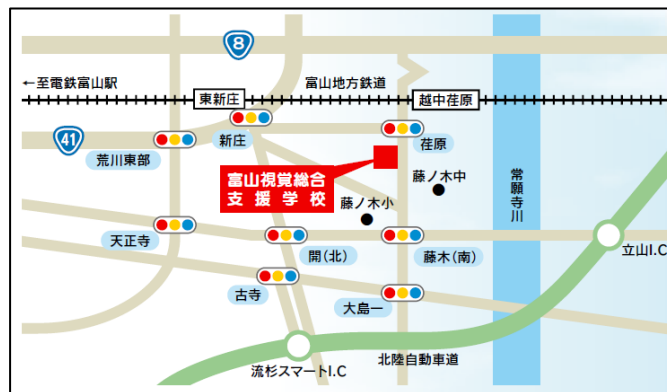 8
←至電鉄富山駅
東新庄
富山地方鉄道
越中荏原
41
荒川東部
新庄
荏原
富山視覚総合
支援学校
藤ノ木中
藤ノ木小
常願寺川
天正寺
開(北)
藤木(南)
立山I.C
古寺
大島一
流杉スマートI.C
北陸自動車道